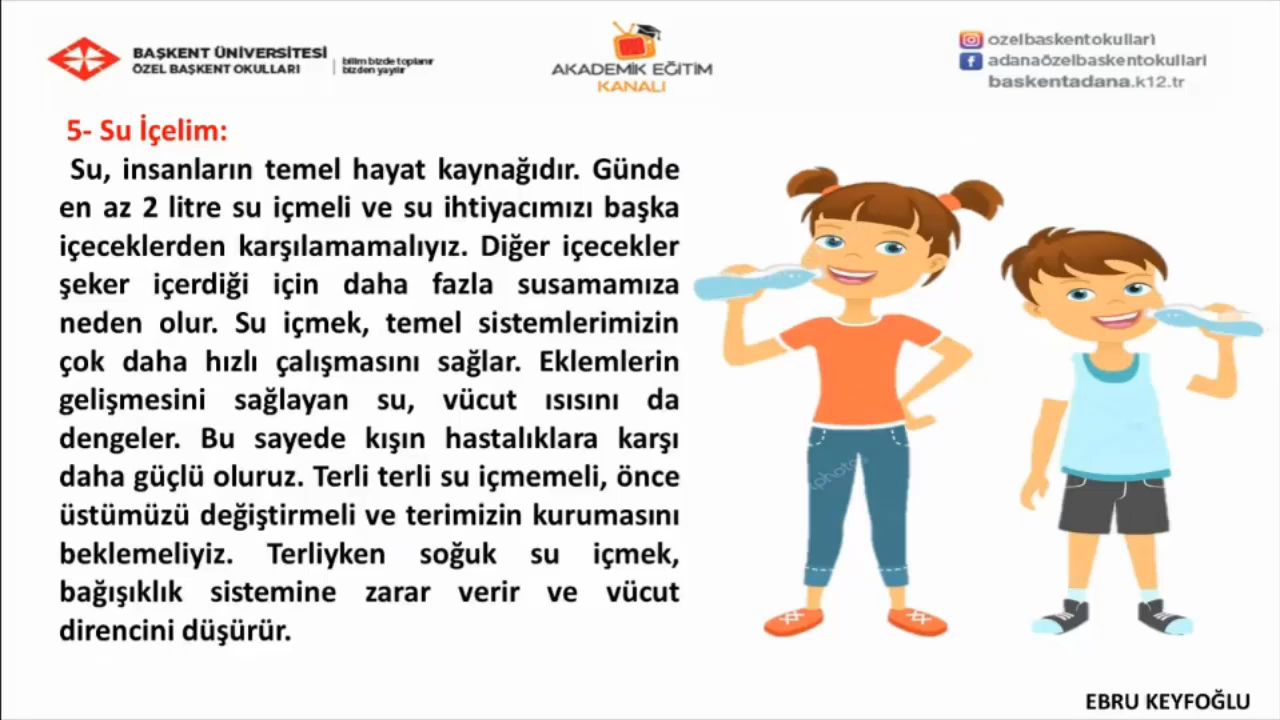 BAŞKENT ÜNİVERSİTESİ
ÖZEL BAŞKENT OKULLARI
bilim bizde toplanır
bizden yayılır
AKADEMİK EĞİTİM
KANALI
ozelbaskentokullari
adanaözelbaskentokullari
baskentadana.k12.tr
5- Su İçelim:
Su, insanların temel hayat kaynağıdır. Günde
en az 2 litre su içmeli ve su ihtiyacımızı başka
içeceklerden karşılamamalıyız. Diğer içecekler
şeker içerdiği için daha fazla susamamıza
neden olur. Su içmek, temel sistemlerimizin
çok daha hızlı çalışmasını sağlar. Eklemlerin
gelişmesini sağlayan su, vücut ısısını da
dengeler. Bu sayede kışın hastalıklara karşı
daha güçlü oluruz. Terli terli su içmemeli, önce
üstümüzü değiştirmeli ve terimizin kurumasını
beklemeliyiz. Terliyken soğuk su içmek,
bağışıklık sistemine zarar verir ve vücut
direncini düşürür.
EBRU KEYFOĞLU